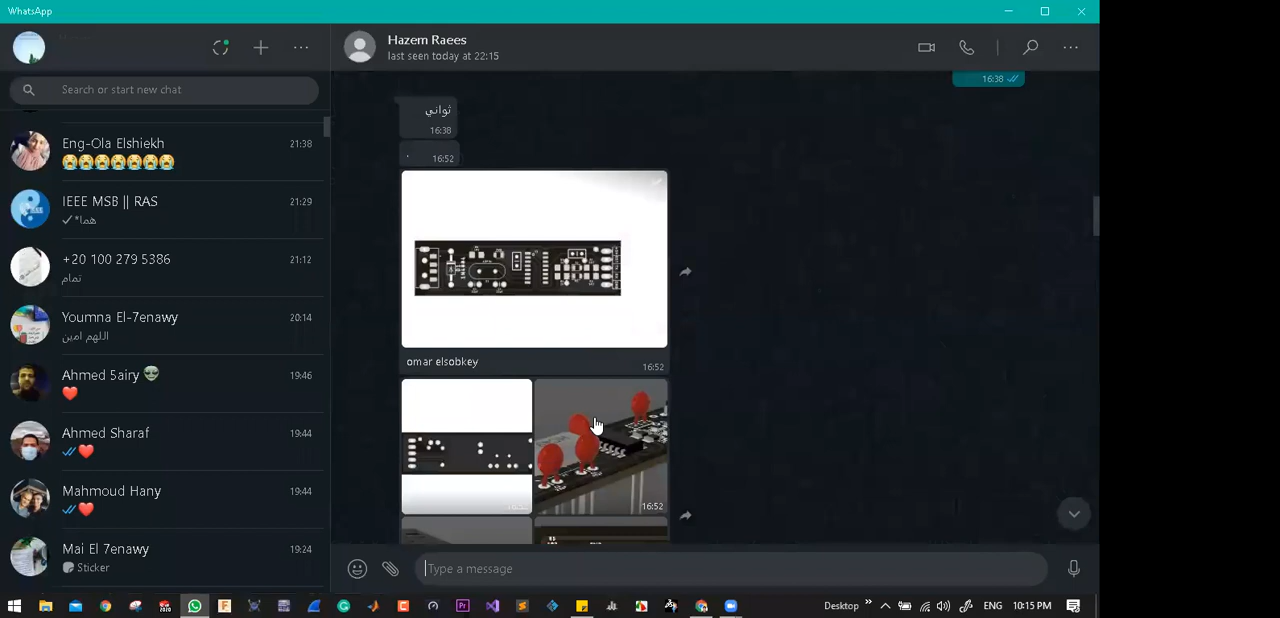 WhatsApp
Search or start new chat
Eng-Ola Elshiekh
21:38
😭😭😭😭😭😭😭
IEEE MSB || RAS
21:29
هما*
+20 100 279 5386
21:12
تمام
Youmna El-7enawy
20:14
اللهم امين
Ahmed 5airy 👽
19:46
❤️
Ahmed Sharaf
19:44
❤️
Mahmoud Hany
19:44
❤️
Mai El 7enawy
19:24
Sticker
Hazem Raees
last seen today at 22:15
16:38
ثواني
16:38
.
16:52
omar elsobkey
16:52
16:52
Type a message
Desktop
ENG
10:15 PM